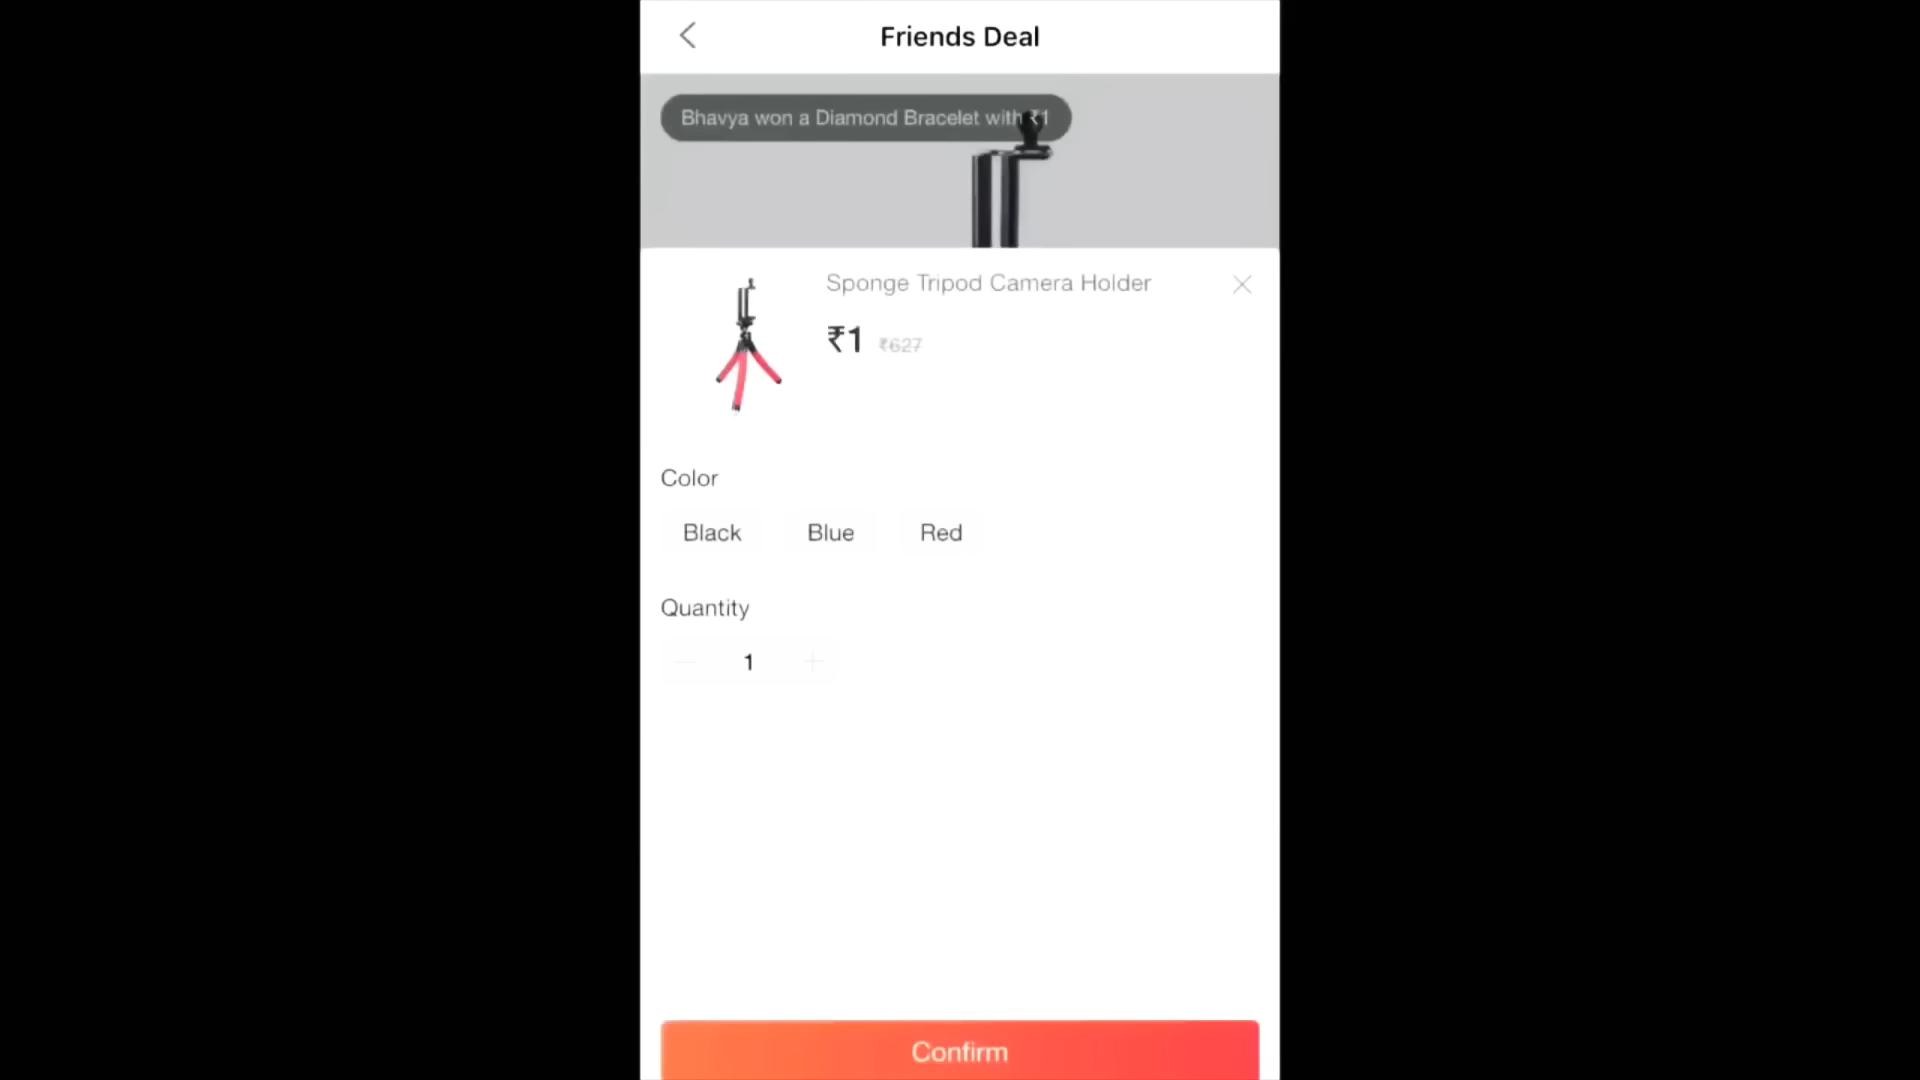 Friends Deal
Bhavya won a Diamond Bracelet with ₹1
Sponge Tripod Camera Holder
₹1 ₹627
Color
Black Blue Red
Quantity
1
Confirm